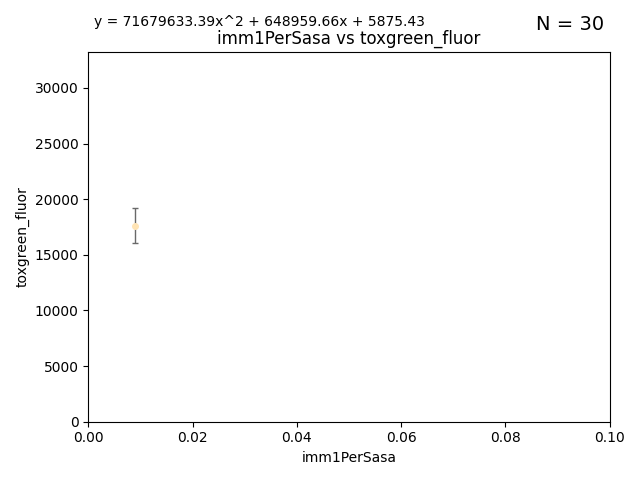 y = 71679633.39x^2 + 648959.66x + 5875.43
N = 30
imm1PerSasa vs toxgreen_fluor
30000
25000
20000
15000
10000
5000
0
toxgreen_fluor
0.00 0.02 0.04 0.06 0.08 0.10
imm1PerSasa